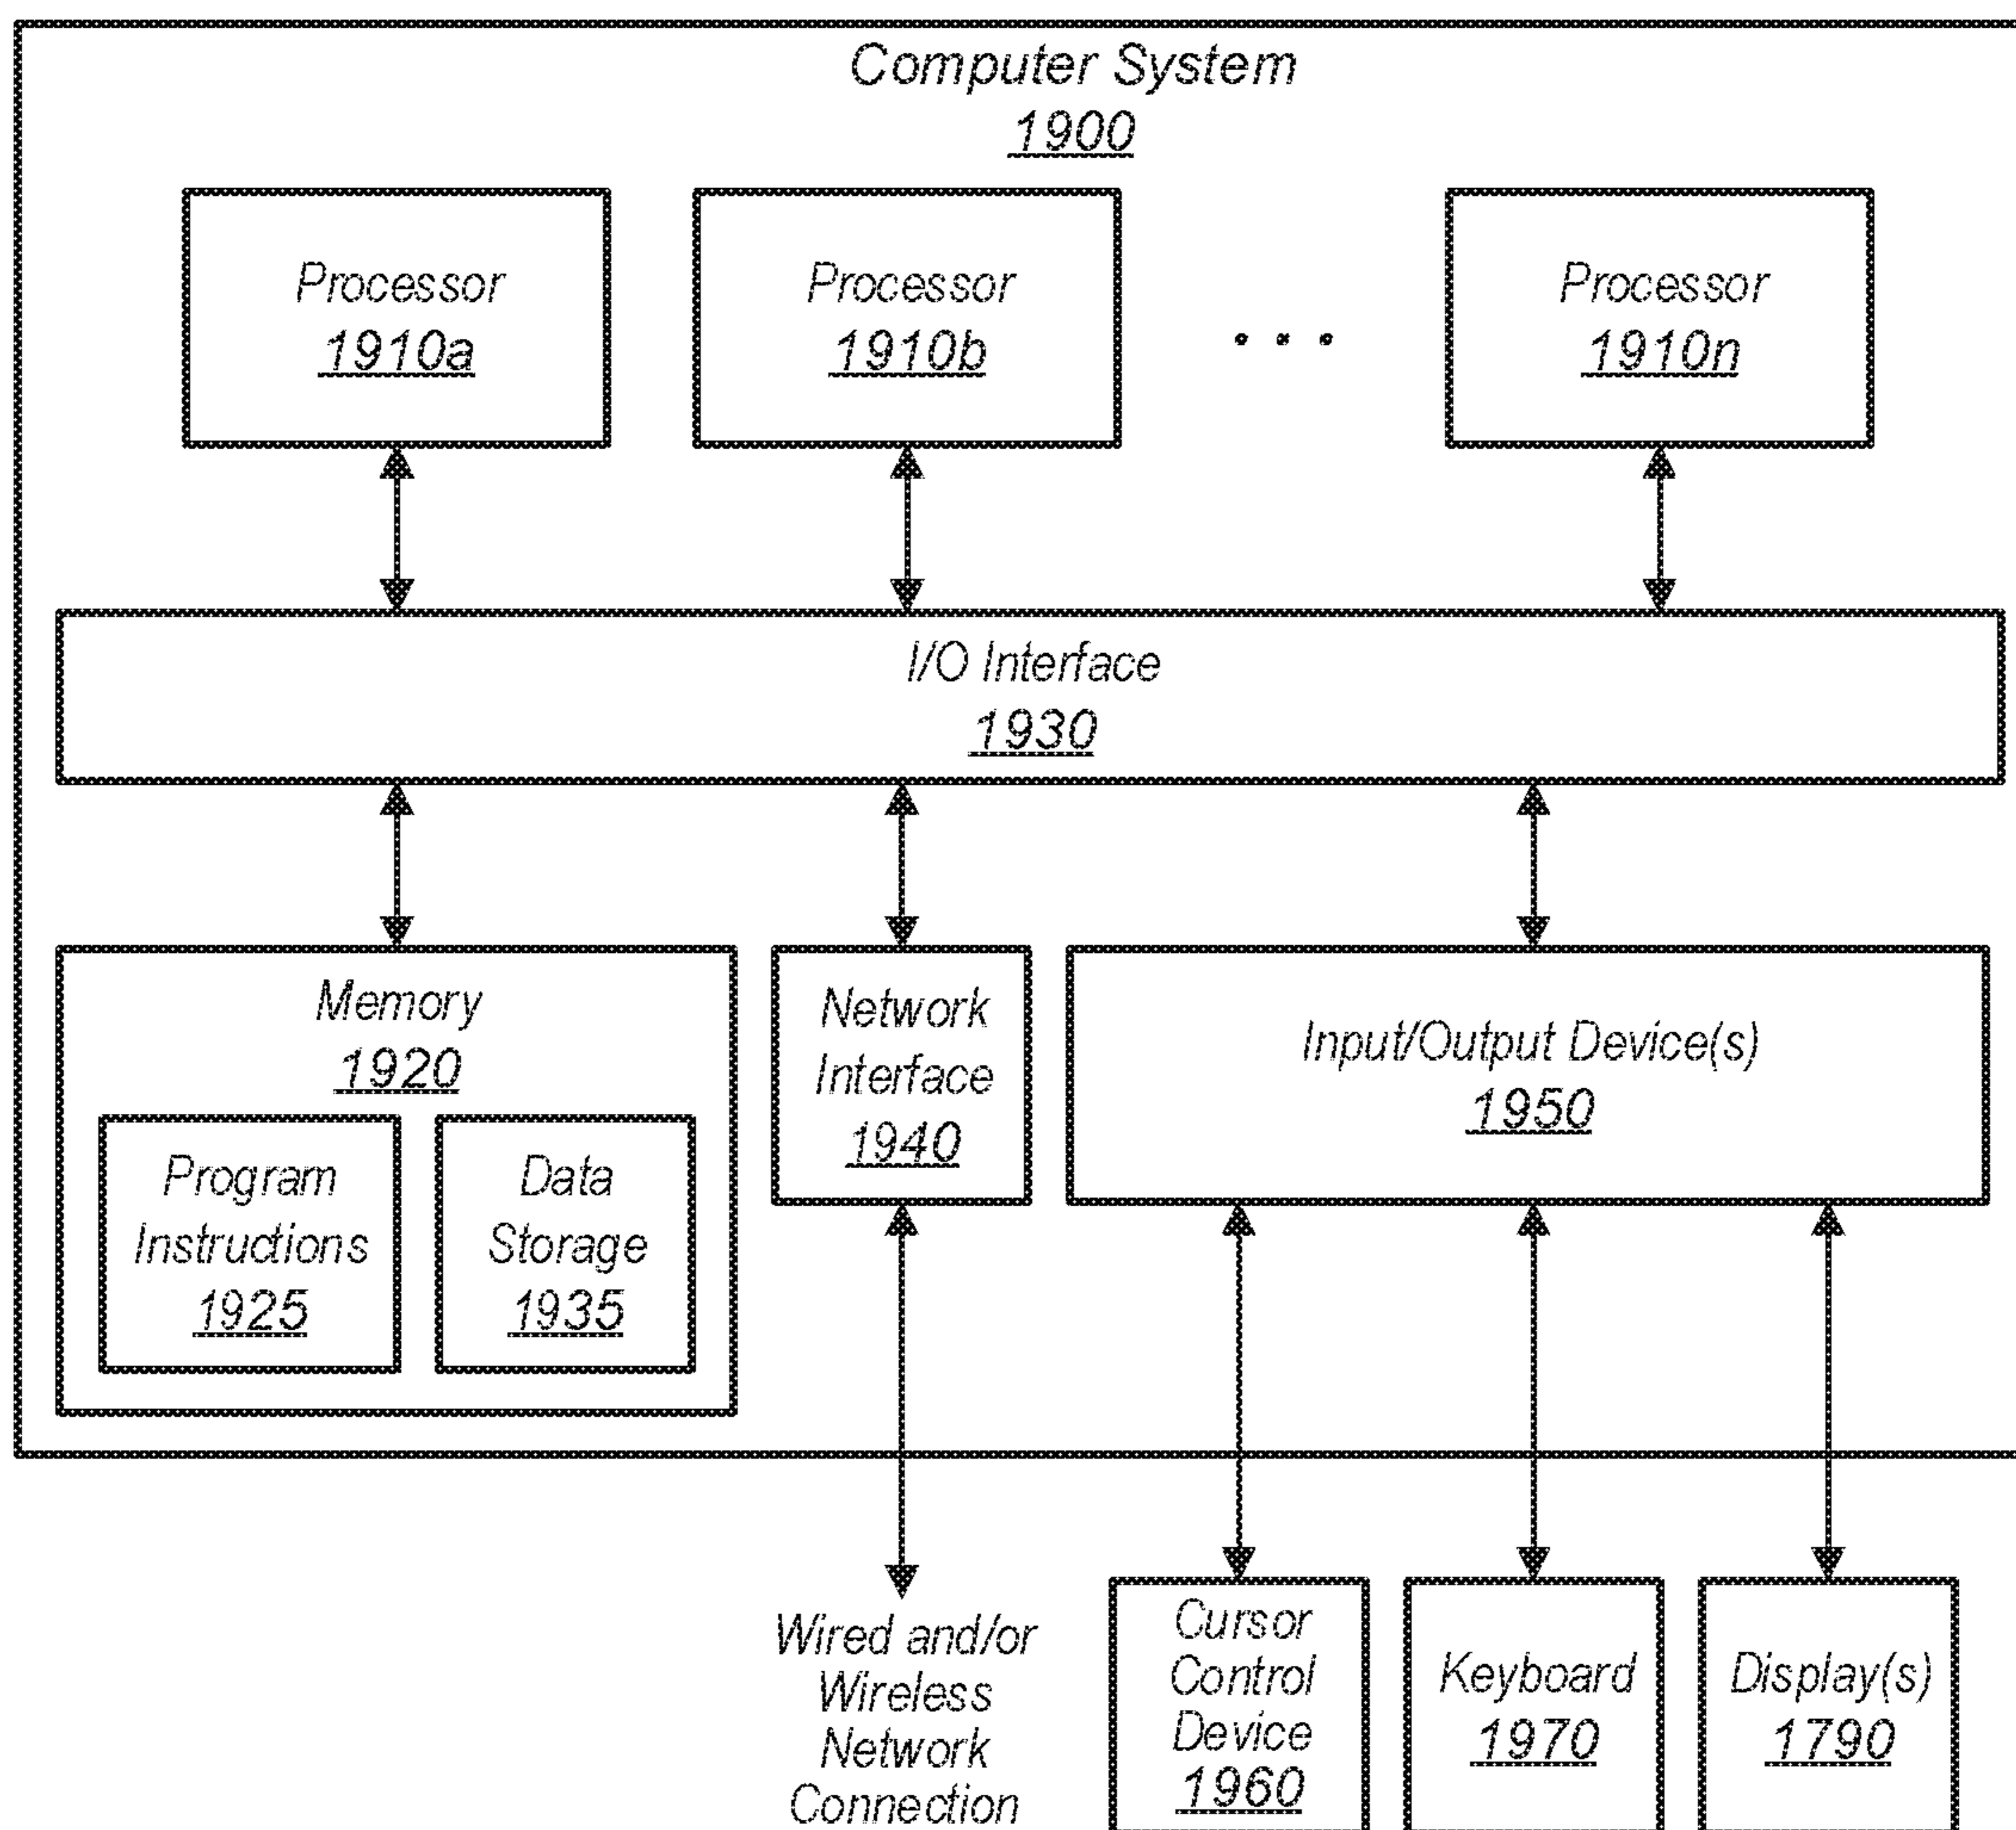 Computer System
1900
Processor
1910a
Processor
1910b
. . .
Processor
1910n
I/O Interface
1930
Memory
1920
Program
Instructions
1925
Data
Storage
1935
Network
Interface
1940
Input/Output Device(s)
1950
Wired and/or
Wireless
Network
Connection
Cursor
Control
Device
1960
Keyboard
1970
Display(s)
1790